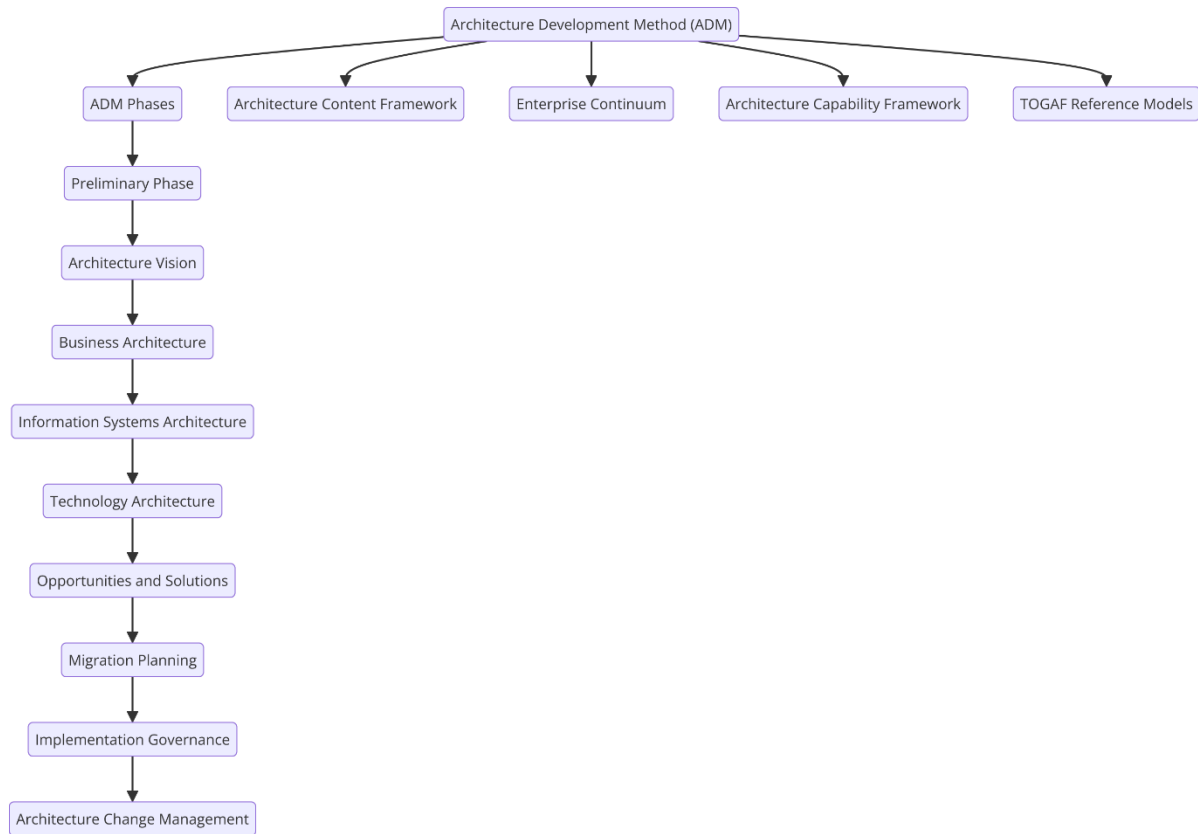 Architecture Development Method (ADM)
ADM Phases
Architecture Content Framework
Enterprise Continuum
Architecture Capability Framework
TOGAF Reference Models
Preliminary Phase
Architecture Vision
Business Architecture
Information Systems Architecture
Technology Architecture
Opportunities and Solutions
Migration Planning
Implementation Governance
Architecture Change Management